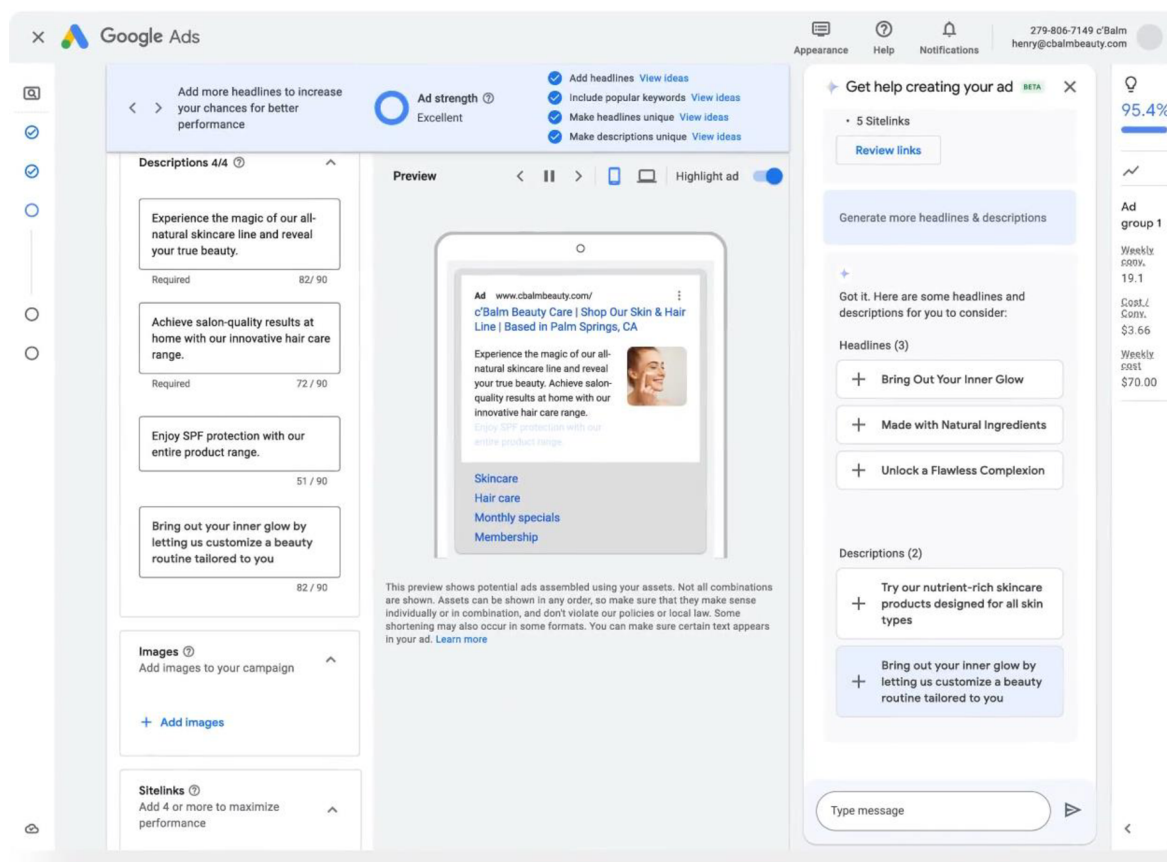 Google Ads
Appearance
Help
Notifications
279-806-7149 c'Balm
henry@cbalmbeauty.com
Add more headlines to increase
your chances for better
performance
Ad strength
Excellent
Add headlines View ideas
Include popular keywords View ideas
Make headlines unique View ideas
Make descriptions unique View ideas
Descriptions 4/4
Experience the magic of our all-
natural skincare line and reveal
your true beauty.
Required 82/ 90
Achieve salon-quality results at
home with our innovative hair care
range.
Required 72 / 90
Enjoy SPF protection with our
entire product range.
51 / 90
Bring out your inner glow by
letting us customize a beauty
routine tailored to you
82 / 90
Images
Add images to your campaign
+ Add images
Sitelinks
Add 4 or more to maximize
performance
Preview
Highlight ad
Ad www.cbalmbeauty.com/
c'Balm Beauty Care | Shop Our Skin & Hair
Line | Based in Palm Springs, CA
Experience the magic of our all-
natural skincare line and reveal
your true beauty. Achieve salon-
quality results at home with our
innovative hair care range.
Enjoy SPF protection with our
entire product range.
Skincare
Hair care
Monthly specials
Membership
This preview shows potential ads assembled using your assets. Not all combinations
are shown. Assets can be shown in any order, so make sure that they make sense
individually or in combination, and don't violate our policies or local law. Some
shortening may also occur in some formats. You can make sure certain text appears
in your ad. Learn more
Get help creating your ad BETA
• 5 Sitelinks
Review links
Generate more headlines & descriptions
Got it. Here are some headlines and
descriptions for you to consider:
Headlines (3)
+ Bring Out Your Inner Glow
+ Made with Natural Ingredients
+ Unlock a Flawless Complexion
Descriptions (2)
+ Try our nutrient-rich skincare
products designed for all skin
types
+ Bring out your inner glow by
letting us customize a beauty
routine tailored to you
Type message
95.4%
Ad
group 1
Weekly
conv.
19.1
Cost /
Conv.
$3.66
Weekly
cost
$70.00